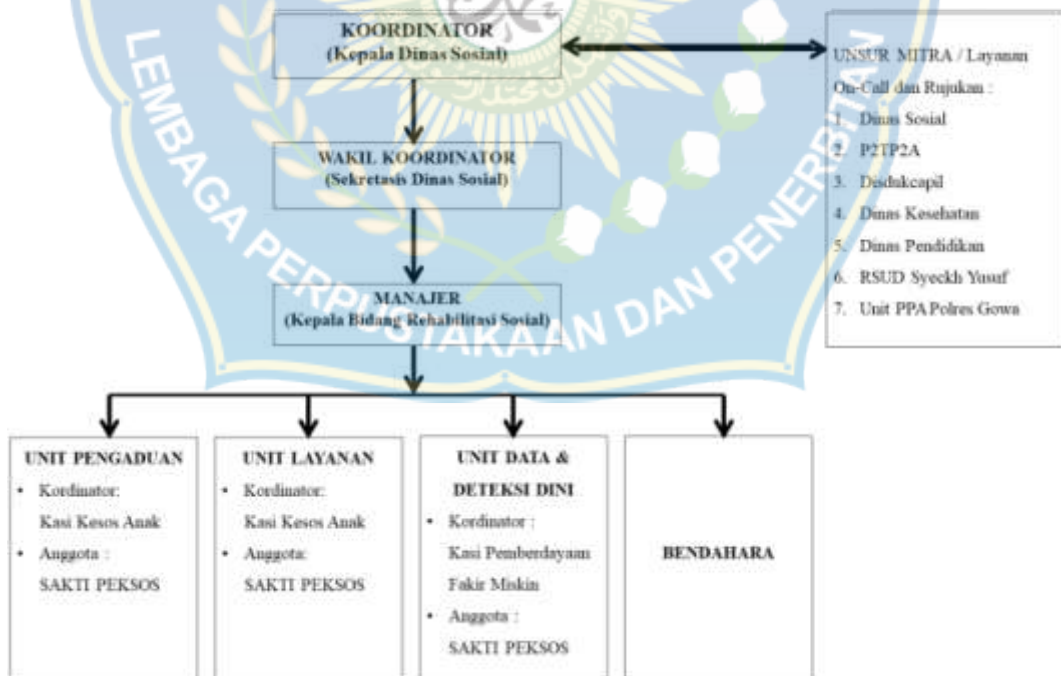 KOORDINATOR
(Kepala Dinas Sosial)
WAKIL KOORDINATOR
(Sekretasis Dinas Sosial)
MANAJER
(Kepala Bidang Rehabilitasi Sosial)
UNSUR MITRA / Layanan
On-Call dan Rujukan :
1. Dinas Sosial
2. P2TP2A
3. Disdukcapil
4. Dinas Kesehatan
5. Dinas Pendidikan
6. RSUD Syeckh Yusuf
7. Unit PPA Polres Gowa
UNIT PENGADUAN
• Kordinator:
Kasi Kesos Anak
• Anggota :
SAKTI PEKSOS
UNIT LAYANAN
• Kordinator:
Kasi Kesos Anak
• Anggota:
SAKTI PEKSOS
UNIT DATA &
DETEKSI DINI
• Kordinator :
Kasi Pemberdayaan
Fakir Miskin
• Anggota :
SAKTI PEKSOS
BENDAHARA
LEMBAGA PERPUSTAKAAN DAN PENERBITAN